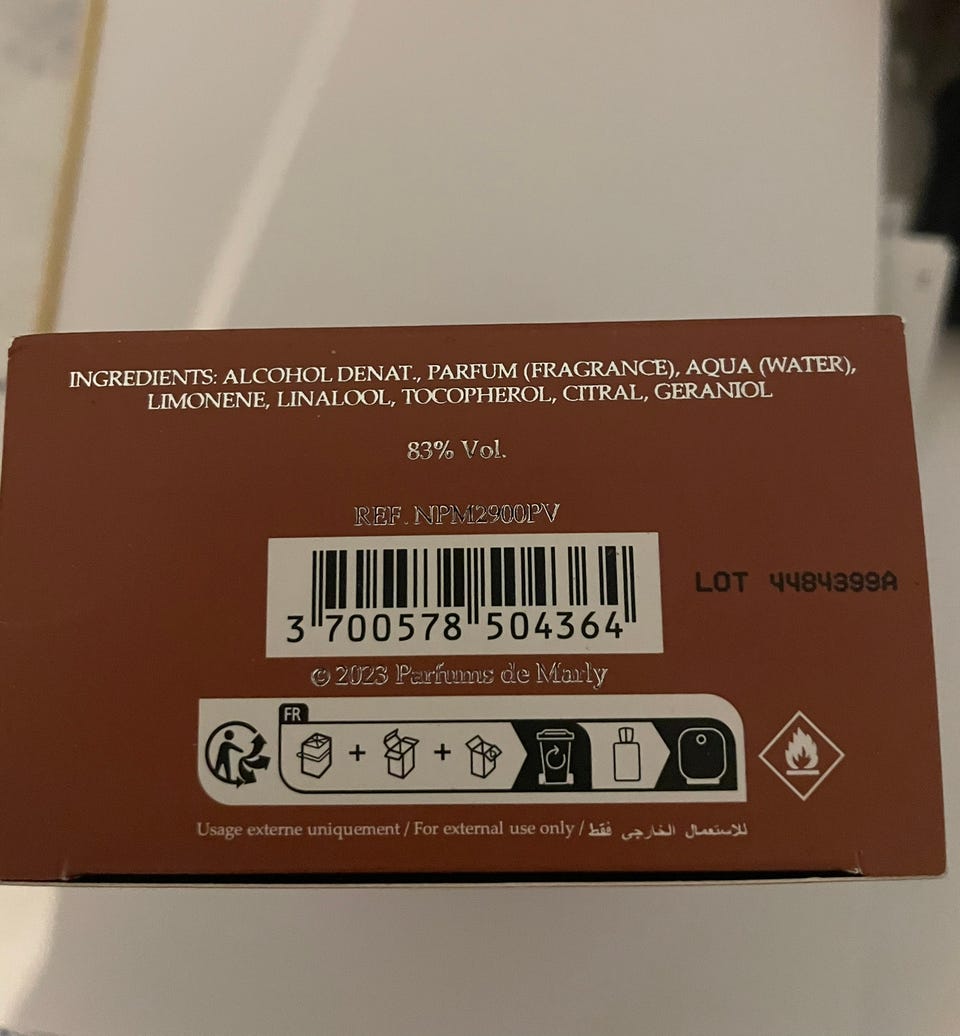 INGREDIENTS: ALCOHOL DENAT., PARFUM (FRAGRANCE), AQUA (WATER),
LIMONENE, LINALOOL, TOCOPHEROL, CITRAL, GERANIOL
83% Vol.
REF. NPM2900PV
LOT 4484399A
3 700578 504364
© 2023 Parfums de Marly
FR
Usage externe uniquement / For external use only / للاستعمال الخارجي فقط